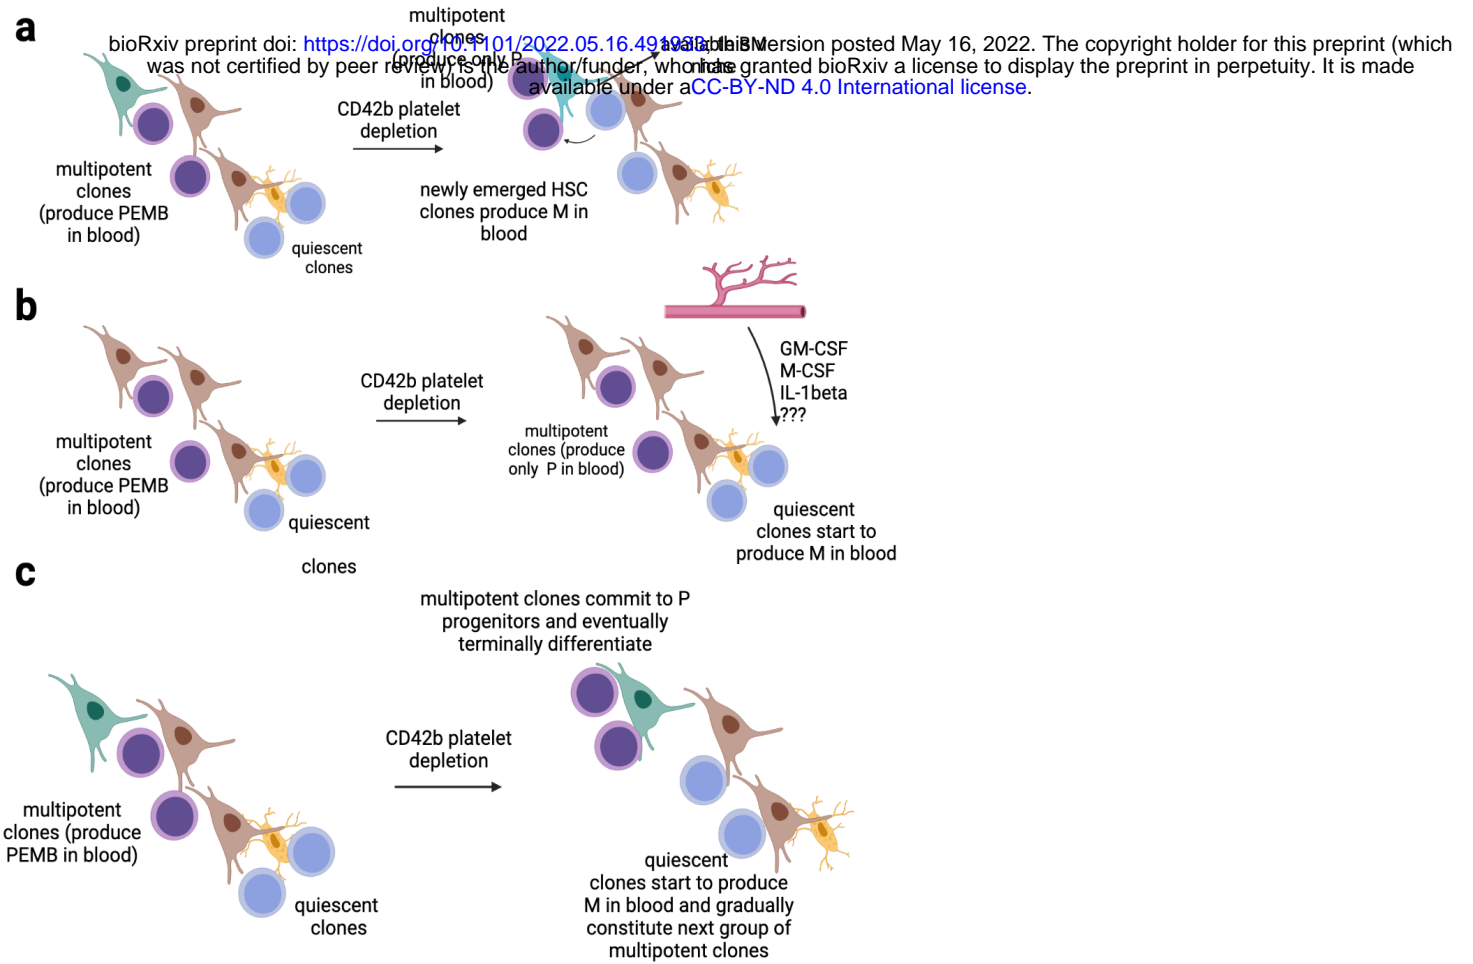 a
bioRxiv preprint doi: https://doi.org/10.1101/2022.05.16.491933; this version posted May 16, 2022. The copyright holder for this preprint (which
was not certified by peer review) is the author/funder, who has granted bioRxiv a license to display the preprint in perpetuity. It is made
available under aCC-BY-ND 4.0 International license.
multipotent
clones
(produce only P
in blood)
available BM
niche
CD42b platelet
depletion
multipotent
clones
(produce PEMB
in blood)
quiescent
clones
newly emerged HSC
clones produce M in
blood
b
CD42b platelet
depletion
multipotent
clones
(produce PEMB
in blood)
quiescent
clones
GM-CSF
M-CSF
IL-1beta
???
multipotent
clones (produce
only P in blood)
quiescent
clones start to
produce M in blood
c
multipotent clones commit to P
progenitors and eventually
terminally differentiate
CD42b platelet
depletion
multipotent
clones (produce
PEMB in blood)
quiescent
clones
quiescent
clones start to produce
M in blood and gradually
constitute next group of
multipotent clones